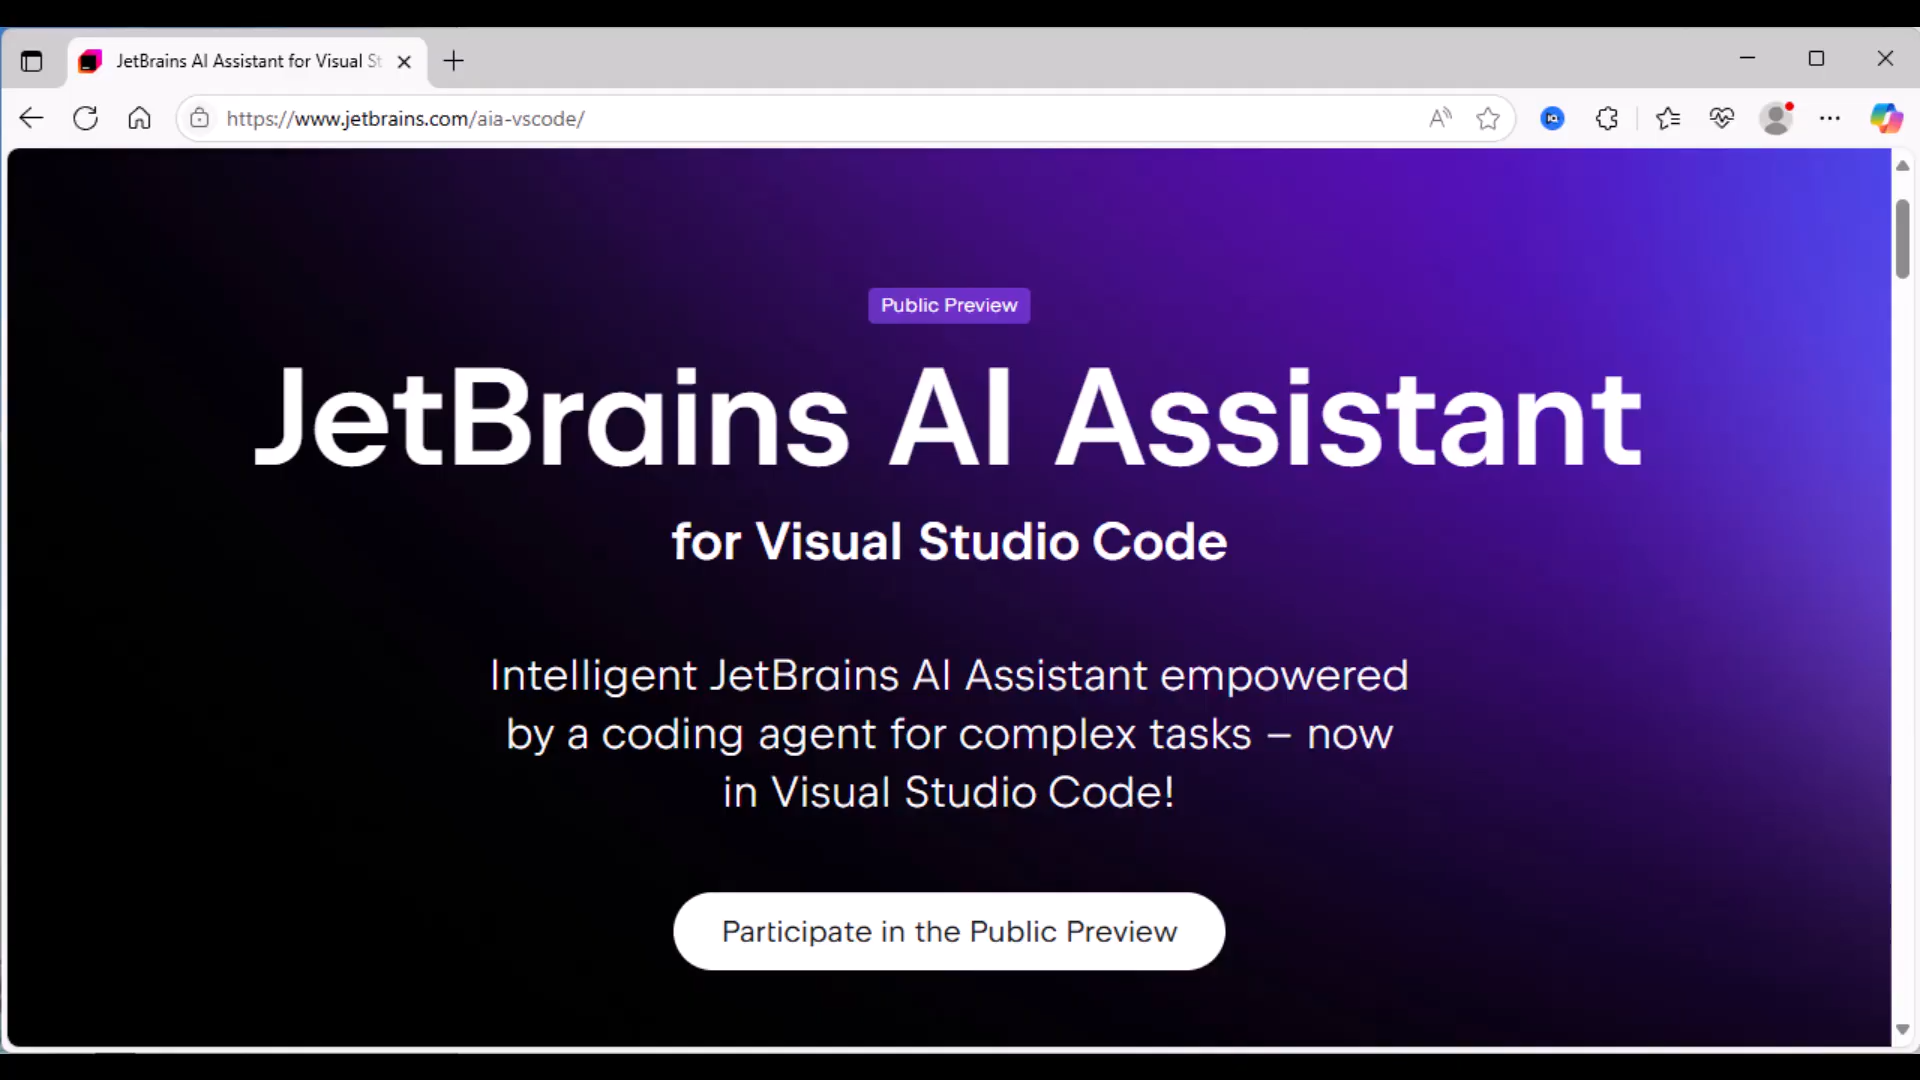 JetBrains AI Assistant for Visual St
https://www.jetbrains.com/aia-vscode/
Public Preview
JetBrains AI Assistant
for Visual Studio Code
Intelligent JetBrains AI Assistant empowered
by a coding agent for complex tasks – now
in Visual Studio Code!
Participate in the Public Preview